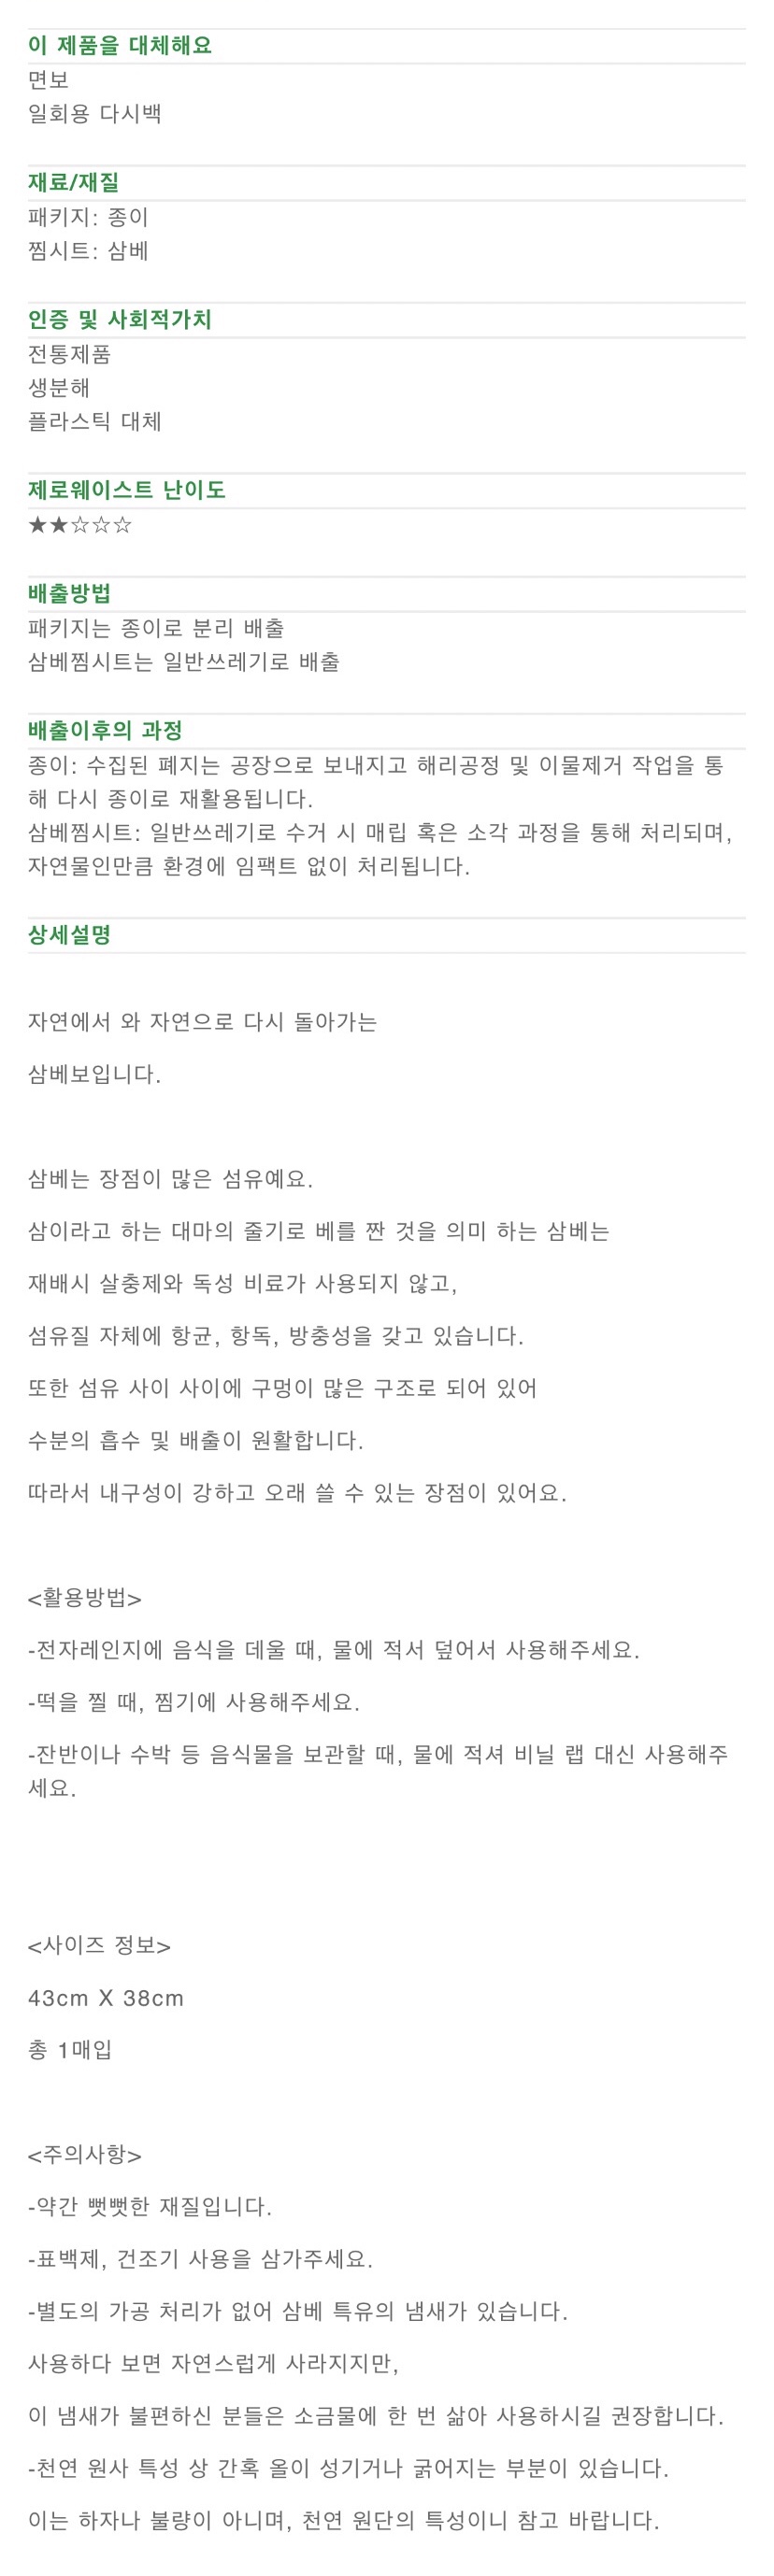 이 제품을 대체해요
면보
일회용 다시백
재료/재질
패키지: 종이
찜시트: 삼베
인증 및 사회적가치
전통제품
생분해
플라스틱 대체
제로웨이스트 난이도
★★☆☆☆
배출방법
패키지는 종이로 분리 배출
삼베찜시트는 일반쓰레기로 배출
배출이후의 과정
종이: 수집된 폐지는 공장으로 보내지고 해리공정 및 이물제거 작업을 통
해 다시 종이로 재활용됩니다.
삼베찜시트: 일반쓰레기로 수거 시 매립 혹은 소각 과정을 통해 처리되며,
자연물인만큼 환경에 임팩트 없이 처리됩니다.
상세설명
자연에서 와 자연으로 다시 돌아가는
삼베보입니다.
삼베는 장점이 많은 섬유예요.
삼이라고 하는 대마의 줄기로 베를 짠 것을 의미 하는 삼베는
재배시 살충제와 독성 비료가 사용되지 않고,
섬유질 자체에 항균, 항독, 방충성을 갖고 있습니다.
또한 섬유 사이 사이에 구멍이 많은 구조로 되어 있어
수분의 흡수 및 배출이 원활합니다.
따라서 내구성이 강하고 오래 쓸 수 있는 장점이 있어요.
<활용방법>
-전자레인지에 음식을 데울 때, 물에 적서 덮어서 사용해주세요.
-떡을 찔 때, 찜기에 사용해주세요.
-잔반이나 수박 등 음식물을 보관할 때, 물에 적셔 비닐 랩 대신 사용해주
세요.
<사이즈 정보>
43cm X 38cm
총 1매입
<주의사항>
-약간 뻣뻣한 재질입니다.
-표백제, 건조기 사용을 삼가주세요.
-별도의 가공 처리가 없어 삼베 특유의 냄새가 있습니다.
사용하다 보면 자연스럽게 사라지지만,
이 냄새가 불편하신 분들은 소금물에 한 번 삶아 사용하시길 권장합니다.
-천연 원사 특성 상 간혹 올이 성기거나 굵어지는 부분이 있습니다.
이는 하자나 불량이 아니며, 천연 원단의 특성이니 참고 바랍니다.